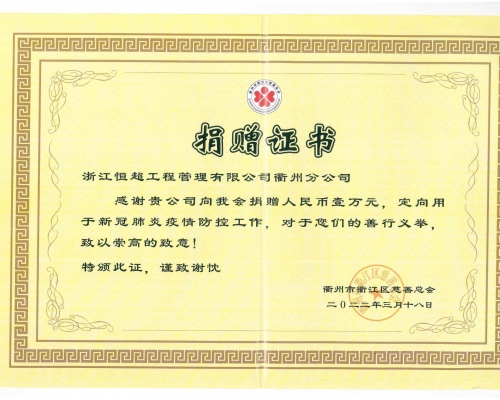 捐赠证书
浙江恒超工程管理有限公司衢州分公司
感谢贵公司向我会捐赠人民币壹万元，定向用
于新冠肺炎疫情防控工作，对于您们的善行义举，
致以崇高的致意！
特颁此证，谨致谢忱
衢州市衢江区慈善总会
二〇二二年三月十八日